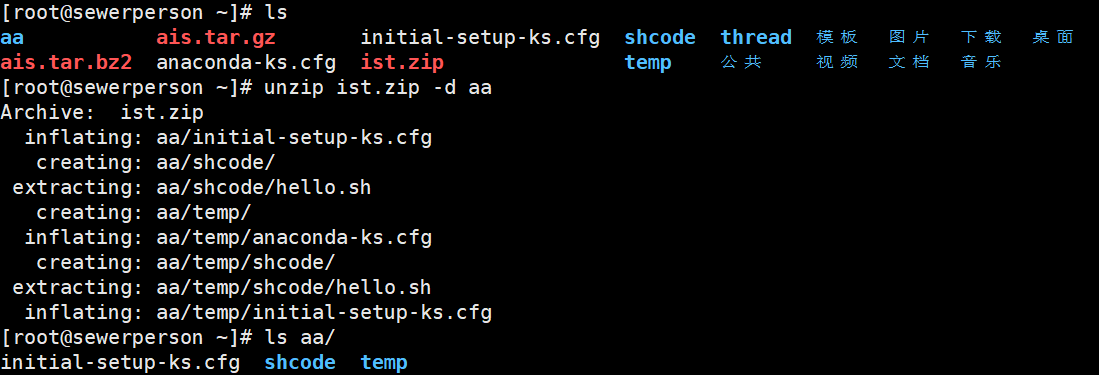 [root@sewerperson ~]# ls
aa ais.tar.gz initial-setup-ks.cfg shcode thread 模板 图片 下载 桌面
ais.tar.bz2 anaconda-ks.cfg ist.zip temp 公共 视频 文档 音乐
[root@sewerperson ~]# unzip ist.zip -d aa
Archive:  ist.zip
  inflating: aa/initial-setup-ks.cfg
   creating: aa/shcode/
 extracting: aa/shcode/hello.sh
   creating: aa/temp/
  inflating: aa/temp/anaconda-ks.cfg
   creating: aa/temp/shcode/
 extracting: aa/temp/shcode/hello.sh
  inflating: aa/temp/initial-setup-ks.cfg
[root@sewerperson ~]# ls aa/
initial-setup-ks.cfg  shcode  temp